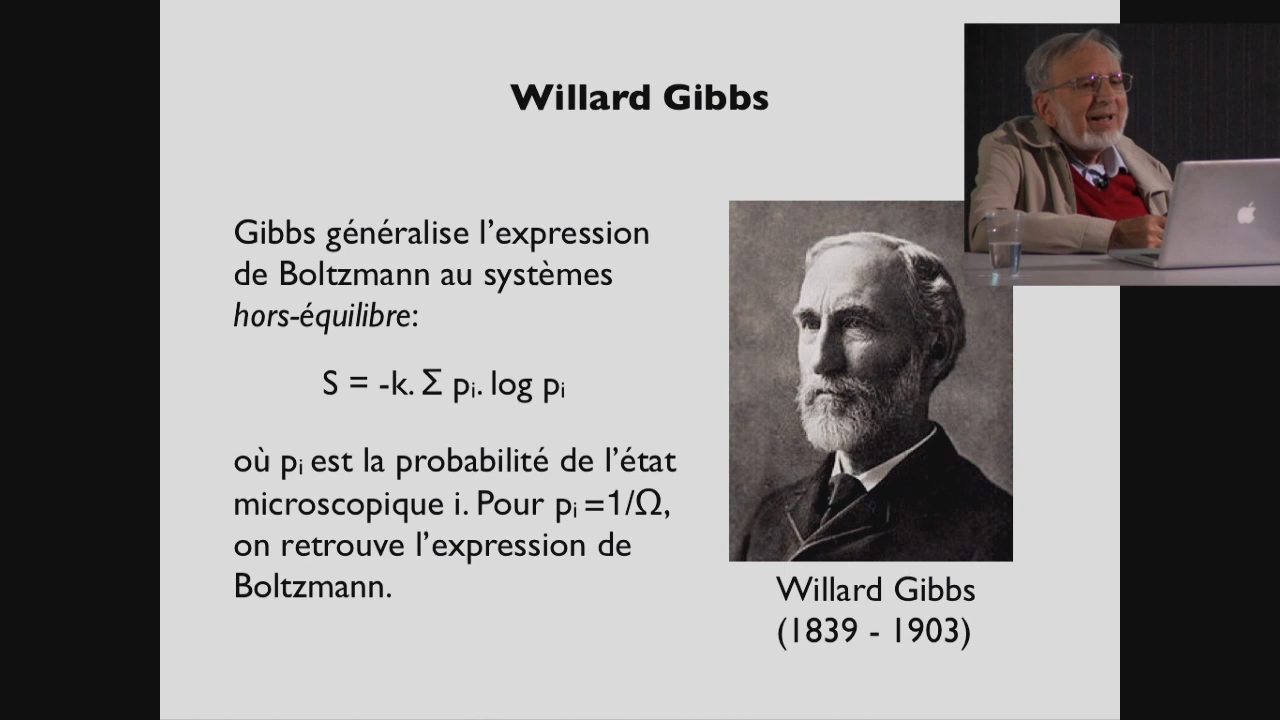 Willard Gibbs
Gibbs généralise l’expression
de Boltzmann au systèmes
hors-équilibre:
S = -k. Σ pᵢ. log pᵢ
où pᵢ est la probabilité de l’état
microscopique i. Pour pᵢ =1/Ω,
on retrouve l’expression de
Boltzmann.
Willard Gibbs
(1839 - 1903)